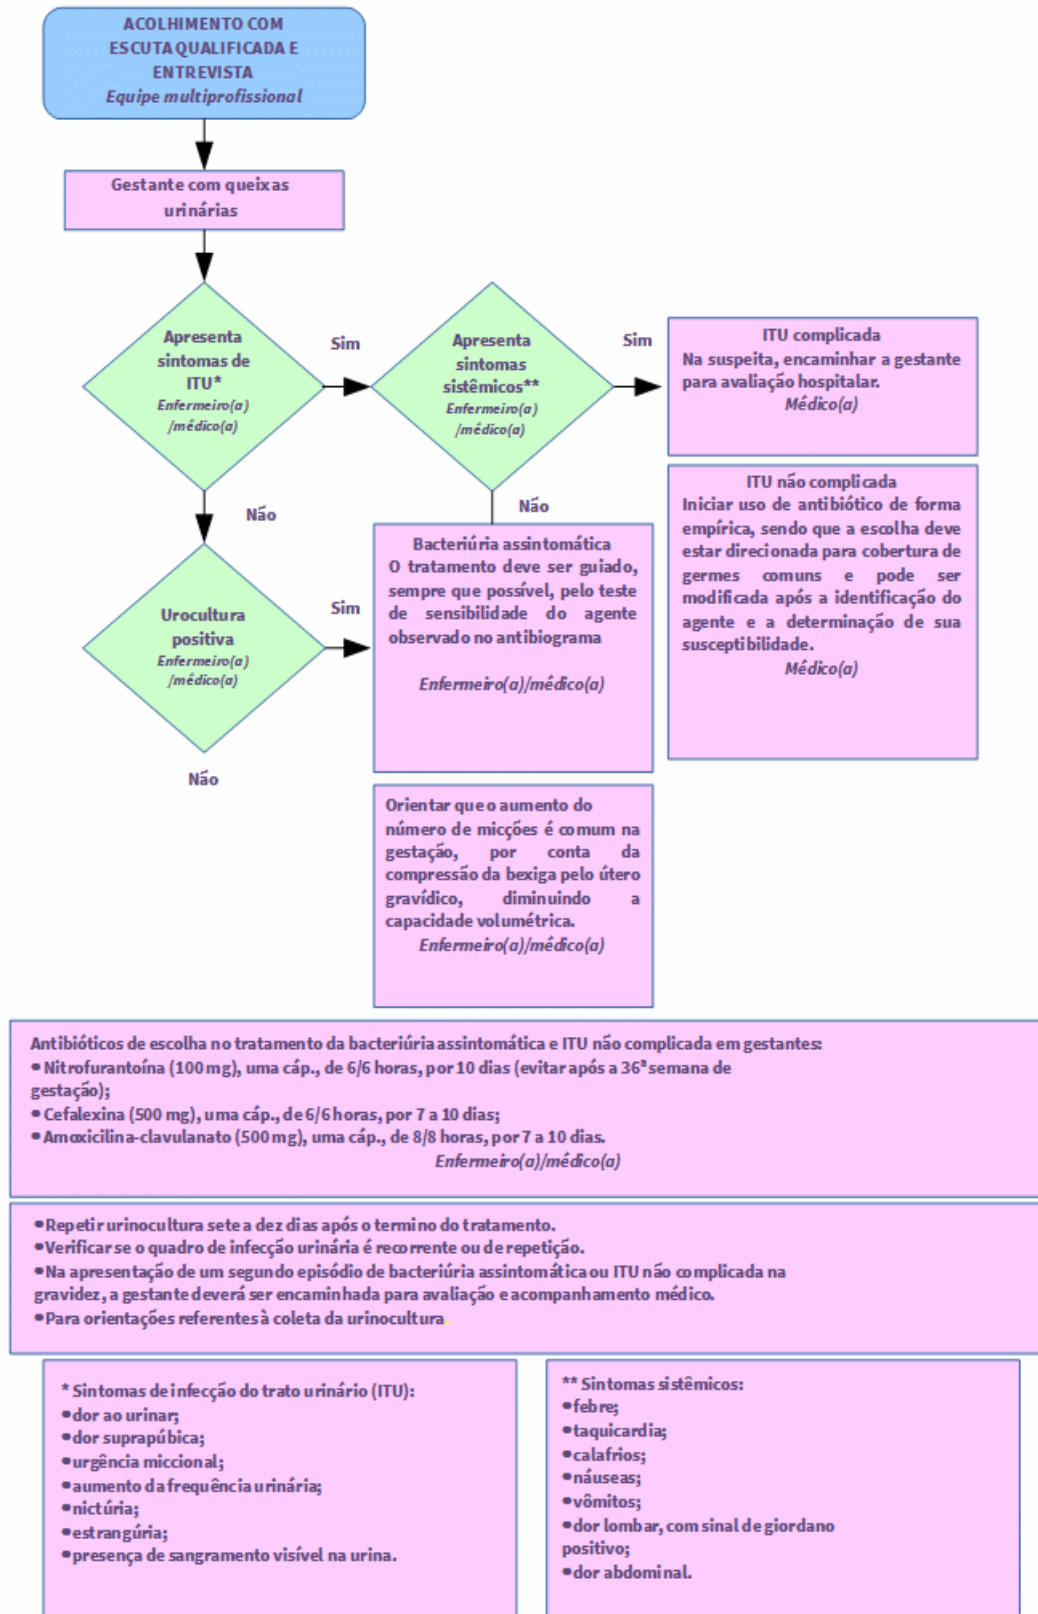 ACOLHIMENTO COM
ESCUTA QUALIFICADA E
ENTREVISTA
Equipe multiprofissional
Gestante com queixas
urinárias
Apresenta
sintomas de
ITU*
Enfermeiro(a)
/médico(a)
Sim
Apresenta
sintomas
sistêmicos**
Enfermeiro(a)
/médico(a)
Sim
ITU complicada
Na suspeita, encaminhar a gestante
para avaliação hospitalar.
Médico(a)
Não
Não
ITU não complicada
Iniciar uso de antibiótico de forma
empírica, sendo que a escolha deve
estar direcionada para cobertura de
germes comuns e pode ser
modificada após a identificação do
agente e a determinação de sua
susceptibilidade.
Médico(a)
Urocultura
positiva
Enfermeiro(a)
/médico(a)
Sim
Bacteriúria assintomática
O tratamento deve ser guiado,
sempre que possível, pelo teste
de sensibilidade do agente
observado no antibiograma
Enfermeiro(a)/médico(a)
Não
Orientar que o aumento do
número de micções é comum na
gestação, por conta da
compressão da bexiga pelo útero
gravídico, diminuindo a
capacidade volumétrica.
Enfermeiro(a)/médico(a)
Antibióticos de escolha no tratamento da bacteriúria assintomática e ITU não complicada em gestantes:
•Nitrofurantoína (100 mg), uma cáp., de 6/6 horas, por 10 dias (evitar após a 36ª semana de
gestação);
•Cefalexina (500 mg), uma cáp., de 6/6 horas, por 7 a 10 dias;
•Amoxicilina-clavulanato (500 mg), uma cáp., de 8/8 horas, por 7 a 10 dias.
Enfermeiro(a)/médico(a)
•Repetir urinocultura sete a dez dias após o termino do tratamento.
•Verificar se o quadro de infecção urinária é recorrente ou de repetição.
•Na apresentação de um segundo episódio de bacteriúria assintomática ou ITU não complicada na
gravidez, a gestante deverá ser encaminhada para avaliação e acompanhamento médico.
•Para orientações referentes à coleta da urinocultura.
* Sintomas de infecção do trato urinário (ITU):
•dor ao urinar;
•dor suprapúbica;
•urgência miccional;
•aumento da frequência urinária;
•nictúria;
•estrangúria;
•presença de sangramento visível na urina.
** Sintomas sistêmicos:
•febre;
•taquicardia;
•calafrios;
•náuseas;
•vômitos;
•dor lombar, com sinal de giordano
positivo;
•dor abdominal.